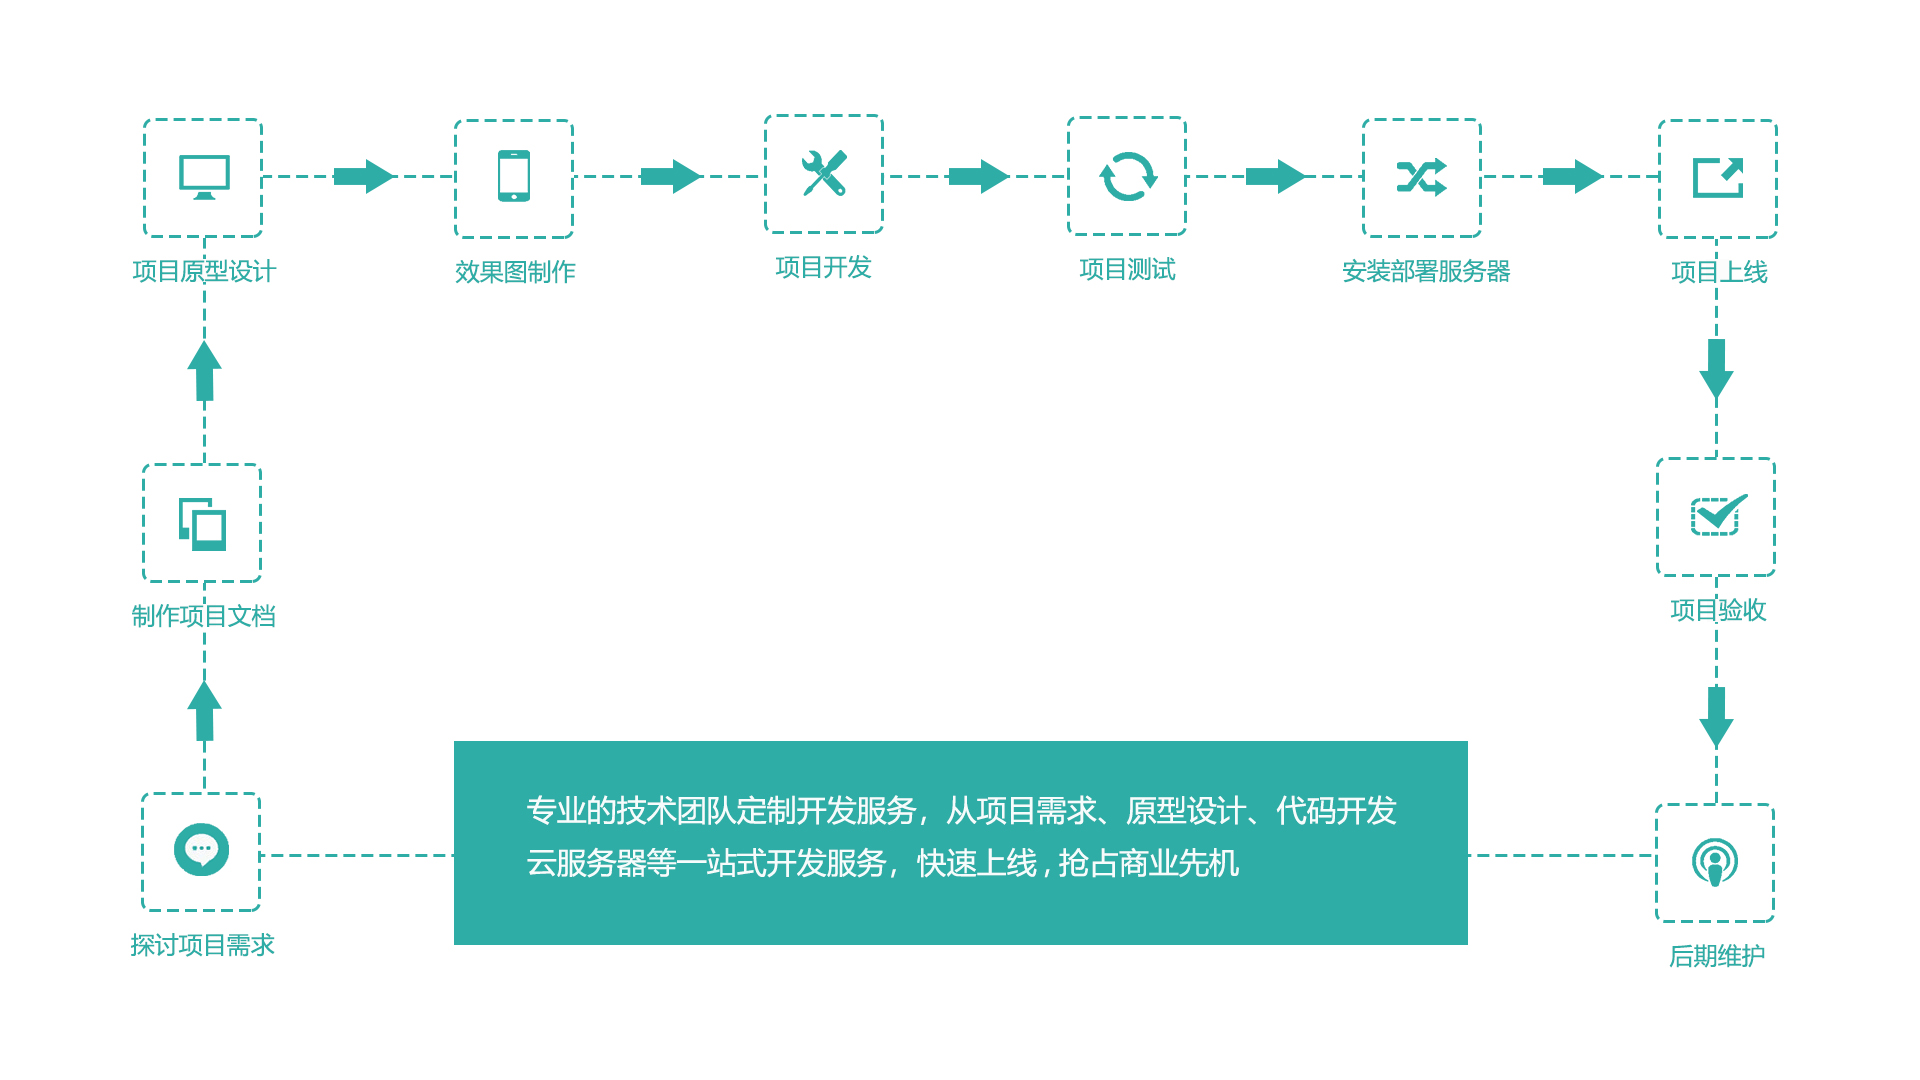 项目原型设计
效果图制作
项目开发
项目测试
安装部署服务器
项目上线
制作项目文档
项目验收
专业的技术团队定制开发服务，从项目需求、原型设计、代码开发
云服务器等一站式开发服务，快速上线 , 抢占商业先机
探讨项目需求
后期维护